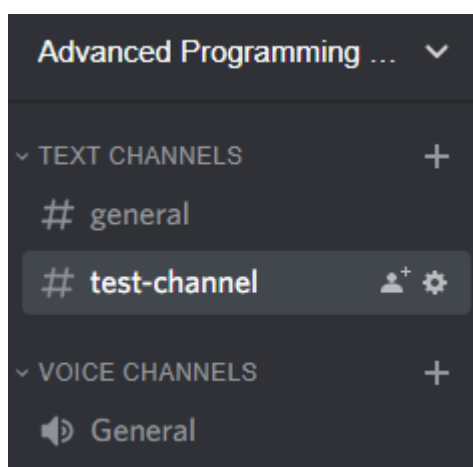 Advanced Programming ...
TEXT CHANNELS
# general
# test-channel
VOICE CHANNELS
General